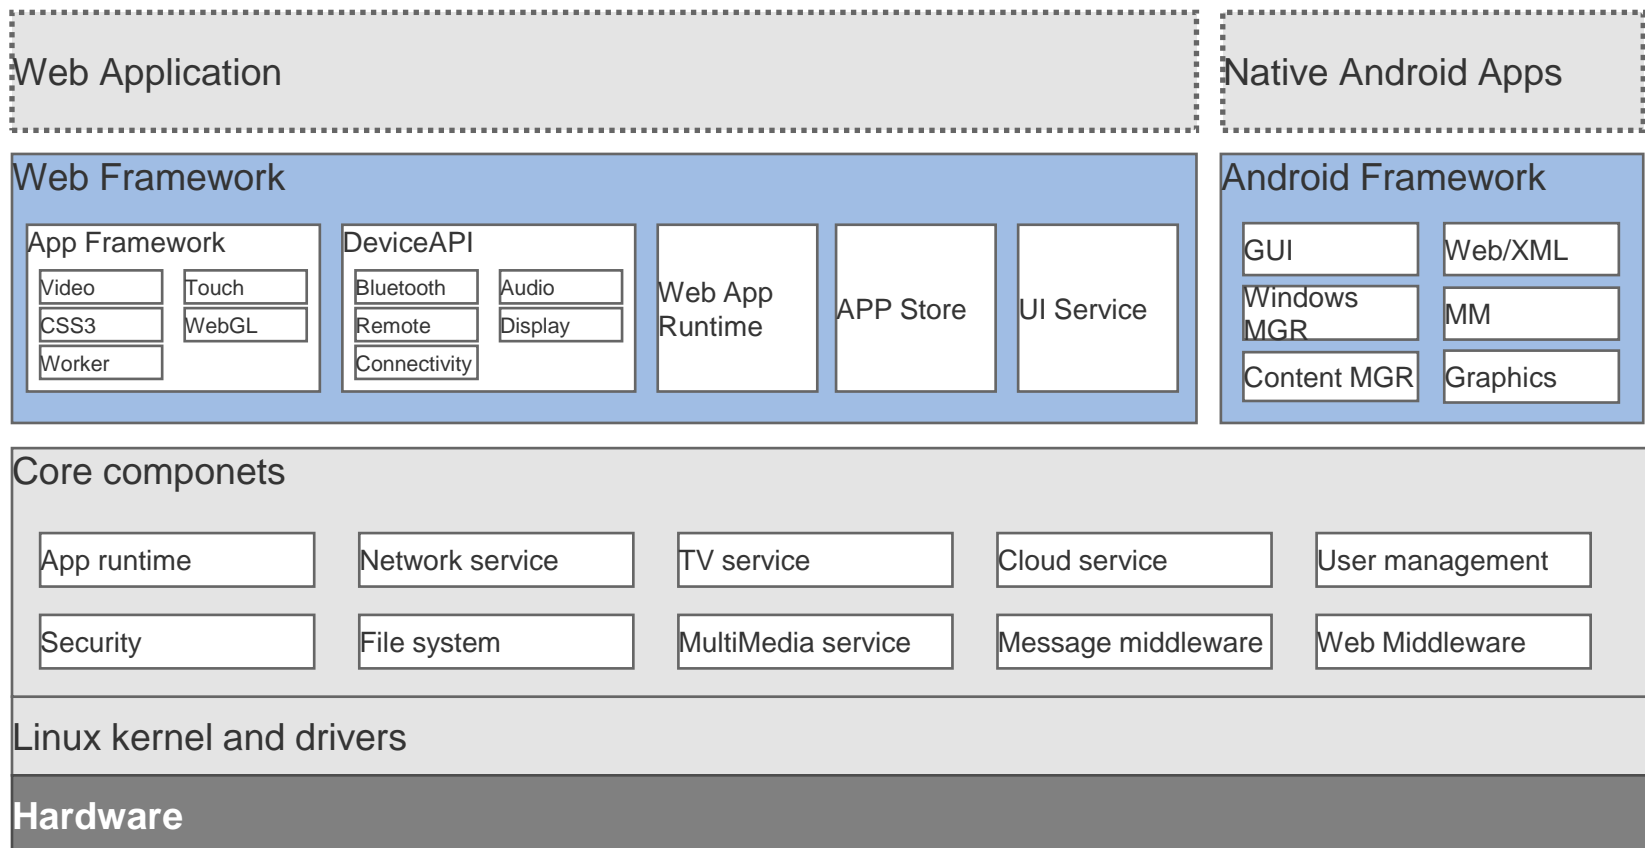 Web Application
Native Android Apps
Web Framework
App Framework
Video
Touch
CSS3
WebGL
Worker
DeviceAPI
Bluetooth
Audio
Remote
Display
Connectivity
Web App
Runtime
APP Store
UI Service
Android Framework
GUI
Web/XML
Windows
MGR
MM
Content MGR
Graphics
Core componets
App runtime
Network service
TV service
Cloud service
User management
Security
File system
MultiMedia service
Message middleware
Web Middleware
Linux kernel and drivers
Hardware